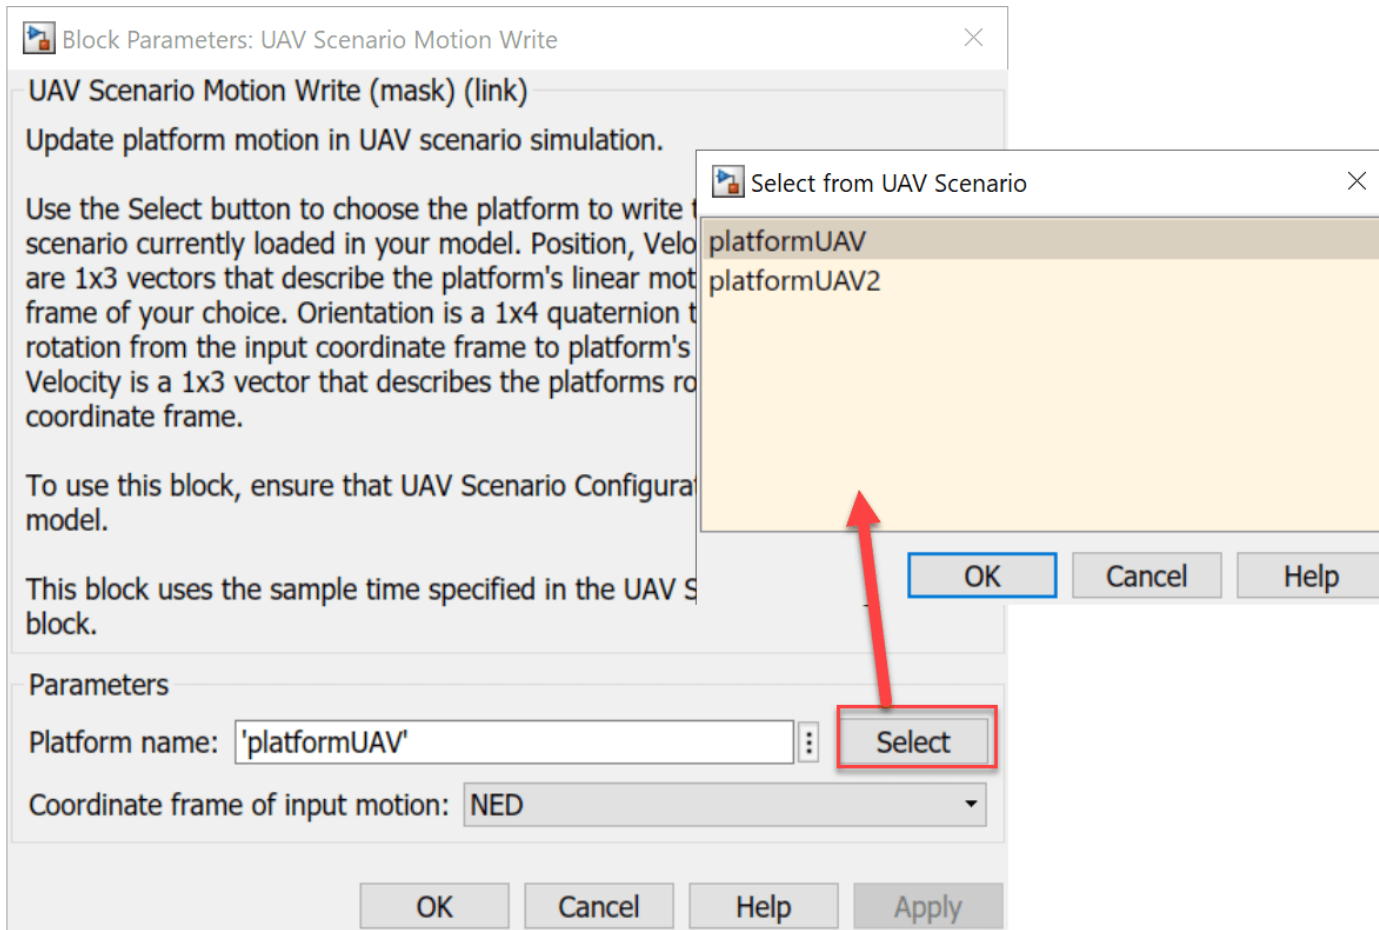 Block Parameters: UAV Scenario Motion Write
UAV Scenario Motion Write (mask) (link)
Update platform motion in UAV scenario simulation.
Use the Select button to choose the platform to write
scenario currently loaded in your model. Position,
are 1x3 vectors that describe the platform's linear
frame of your choice. Orientation is a 1x4 quaternion
rotation from the input coordinate frame to platform's
Velocity is a 1x3 vector that describes the platforms
coordinate frame.
To use this block, ensure that UAV Scenario
model.
This block uses the sample time specified in the UAV
block.
Parameters
Platform name: 'platformUAV' Select
Coordinate frame of input motion: NED
OK Cancel Help Apply
Select from UAV Scenario
platformUAV
platformUAV2
OK Cancel Help